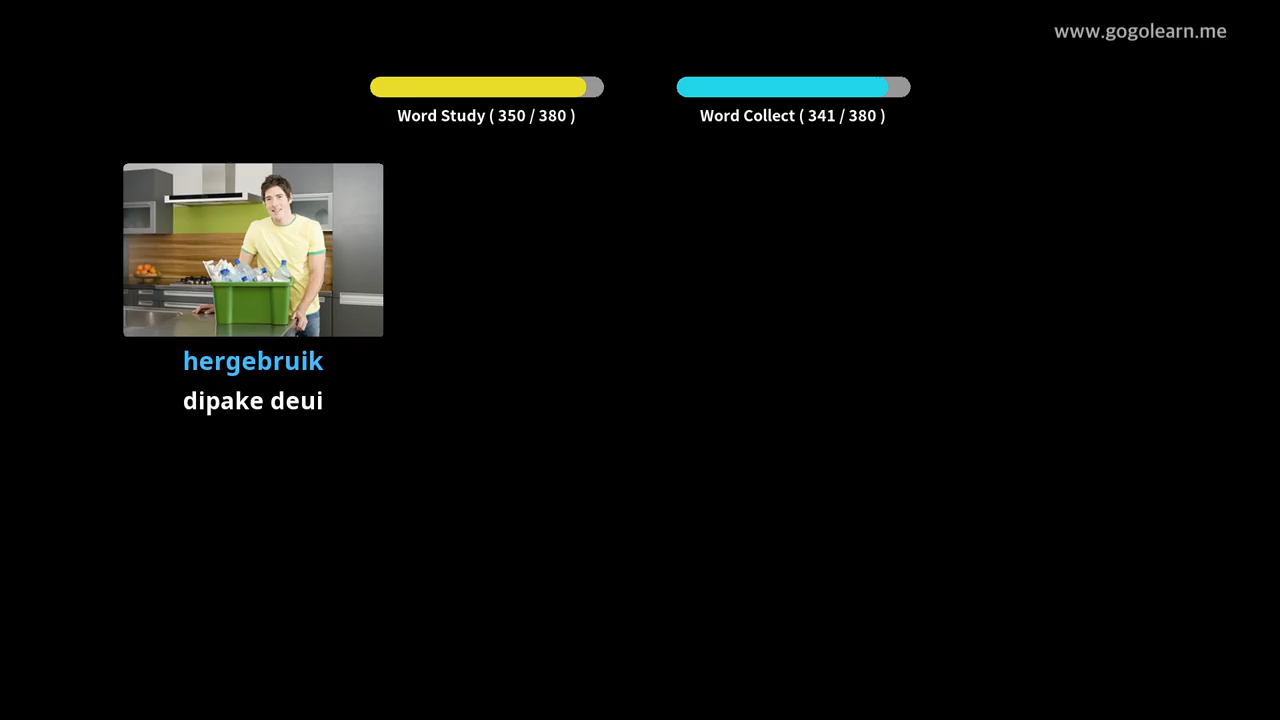 www.gogolearn.me
Word Study ( 350 / 380 )
Word Collect ( 341 / 380 )
hergebruik
dipake deui